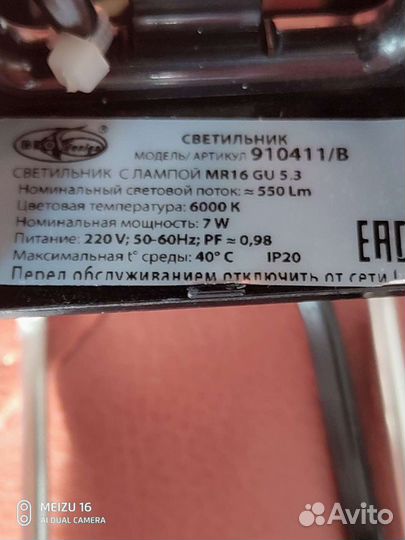 СВЕТИЛЬНИК
МОДЕЛЬ/ АРТИКУЛ 910411/В
СВЕТИЛЬНИК С ЛАМПОЙ MR16 GU 5.3
Номинальный световой поток: ≈ 550 Lm
Цветовая температура: 6000 K
Номинальная мощность: 7 W
Питание: 220 V; 50-60Hz; PF ≈ 0,98
Максимальная t° среды: 40° C IP20
Перед обслуживанием отключить от сети
EAC
MEIZU 16
AI DUAL CAMERA
Avito